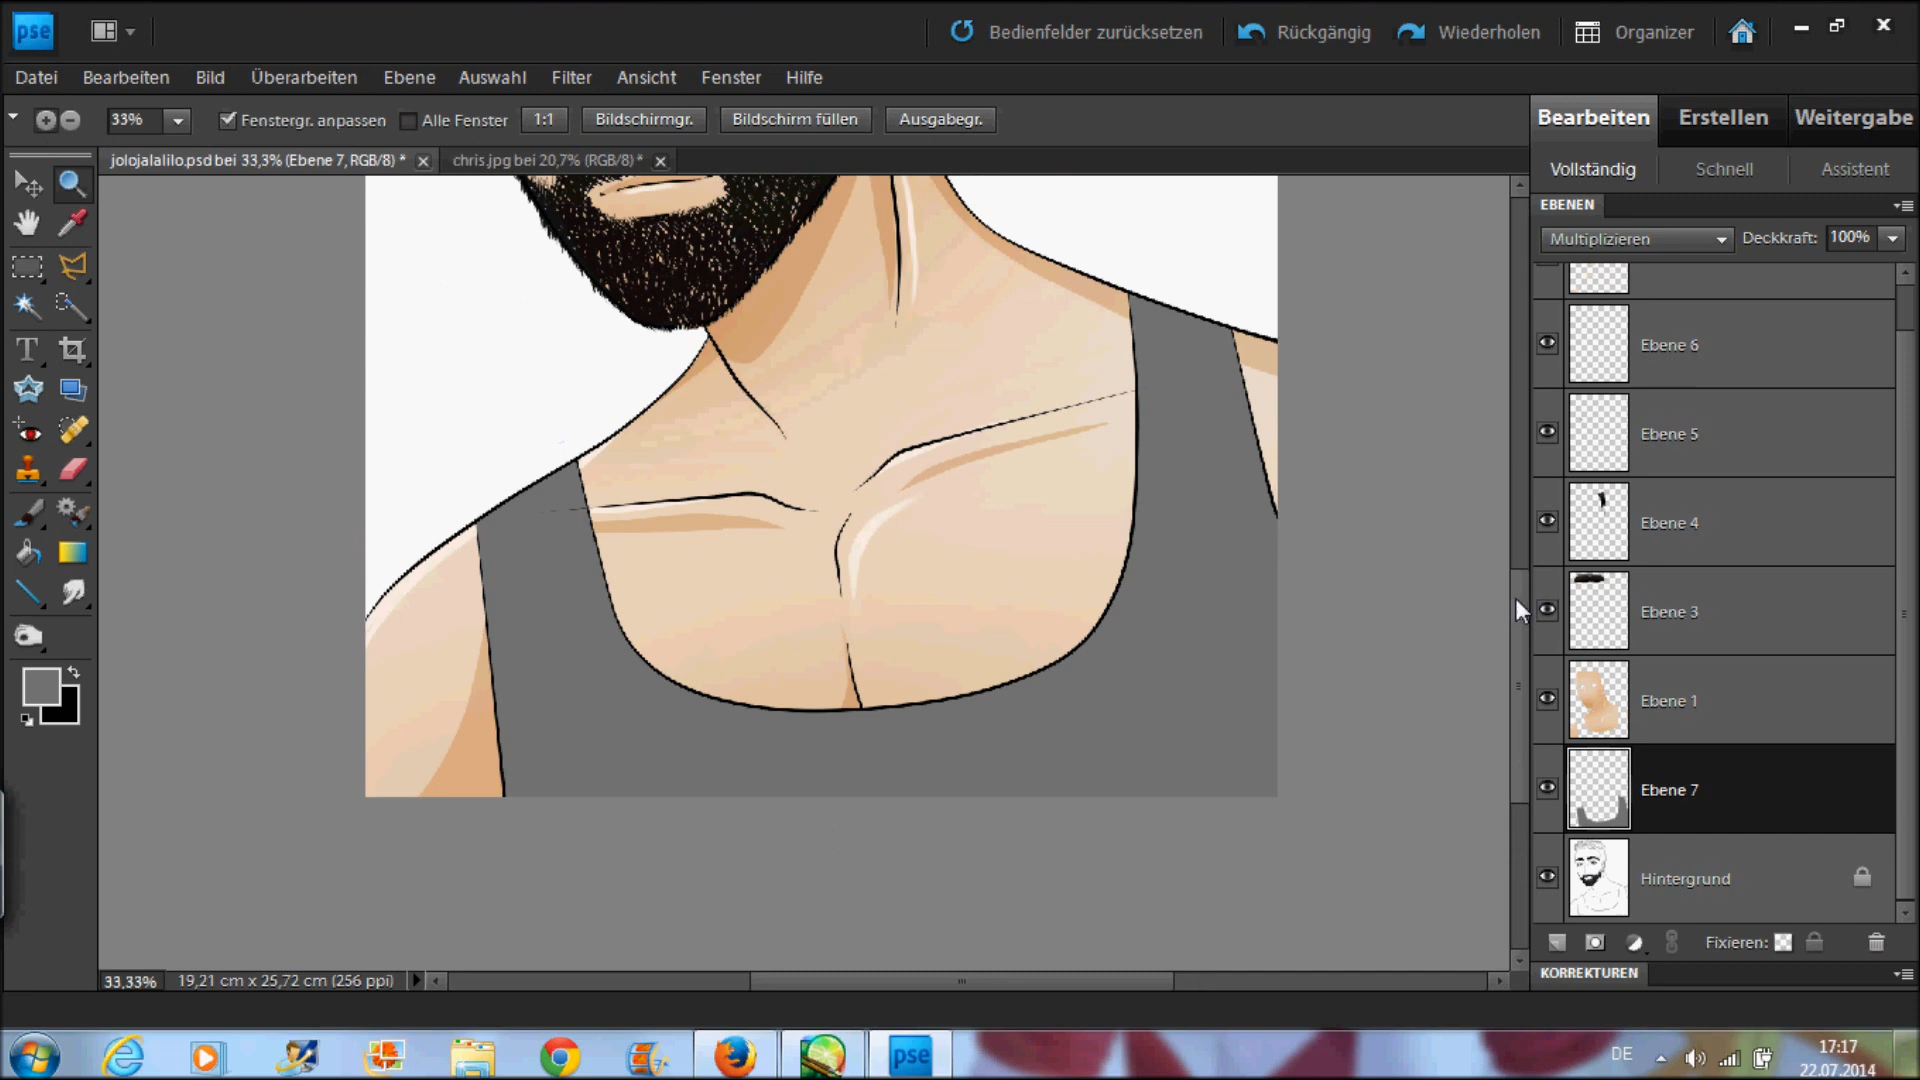 pse
Bedienfelder zurücksetzen Rückgängig Wiederholen Organizer
Datei Bearbeiten Bild Überarbeiten Ebene Auswahl Filter Ansicht Fenster Hilfe
33% Fenstergr. anpassen Alle Fenster 1:1 Bildschirmgr. Bildschirm füllen Ausgabegr.
Bearbeiten Erstellen Weitergabe
jolojalalilo.psd bei 33,3% (Ebene 7, RGB/8) * chris.jpg bei 20,7% (RGB/8) *
Vollständig Schnell Assistent
EBENEN
Multiplizieren Deckkraft: 100%
Ebene 6
Ebene 5
Ebene 4
Ebene 3
Ebene 1
Ebene 7
Hintergrund
Fixieren:
KORREKTUREN
33,33% 19,21 cm x 25,72 cm (256 ppi)
pse
DE
17:17
22.07.2014